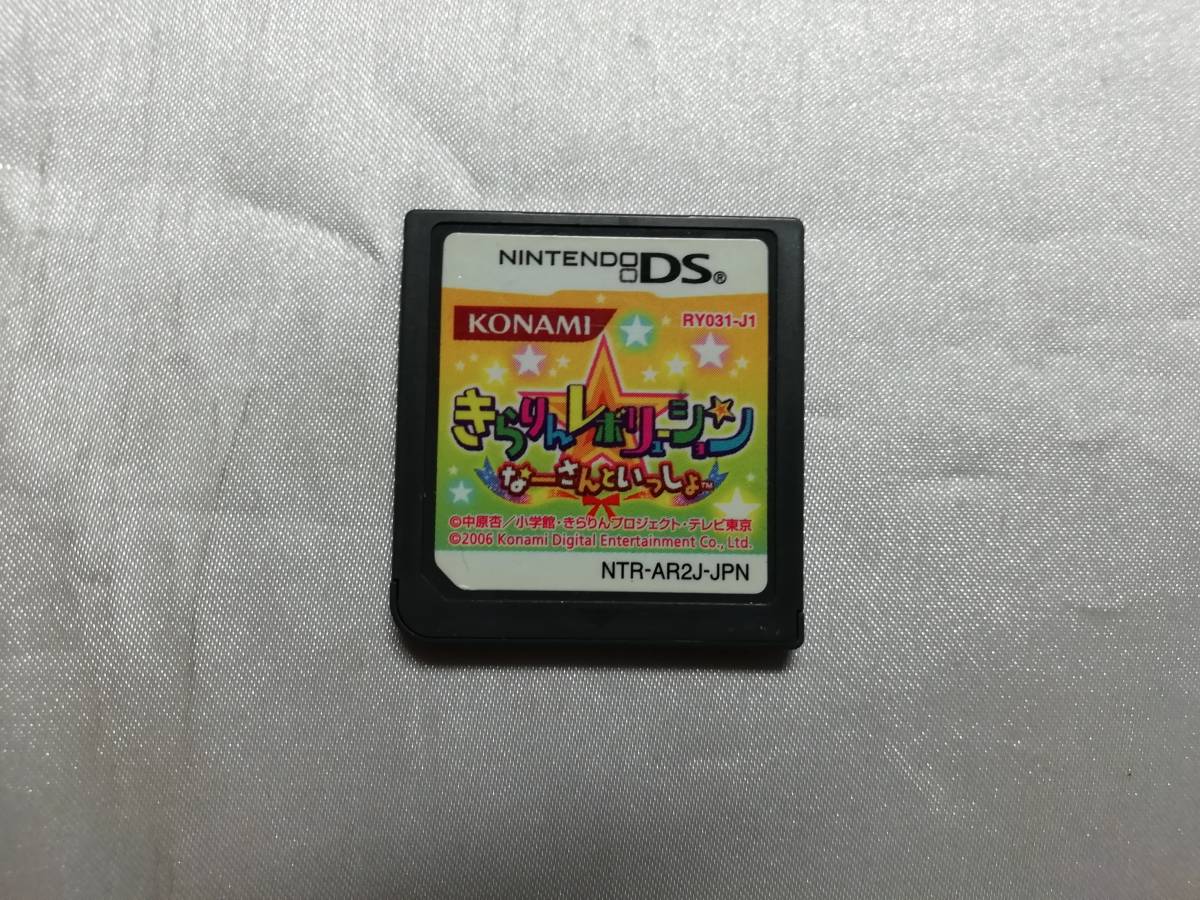 NINTENDO DS®
KONAMI
RY031-J1
きらりんレボリューション
なーさんといっしょ™
©中原杏／小学館・きらりんプロジェクト・テレビ東京
©2006 Konami Digital Entertainment Co., Ltd.
NTR-AR2J-JPN